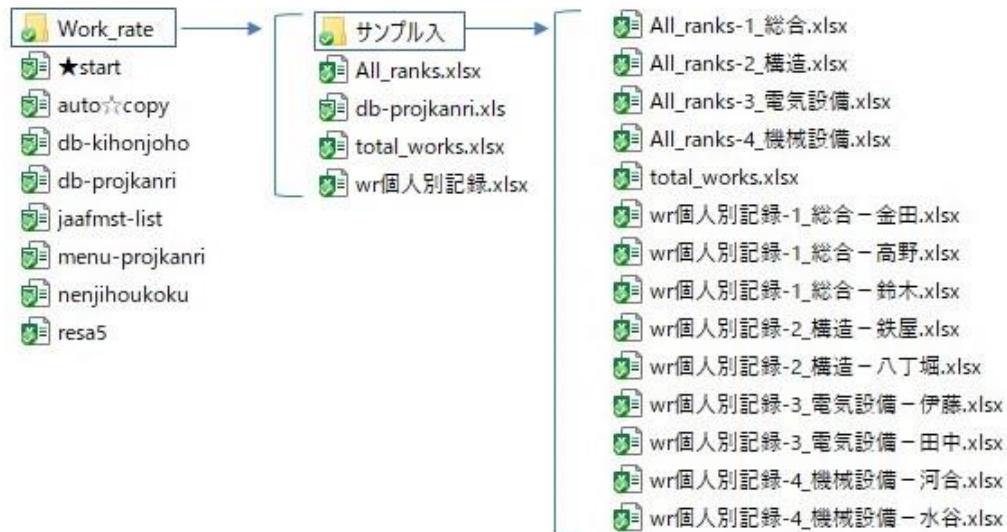 Work_rate
★start
auto☆copy
db-kihonjoho
db-projkanri
jaafmst-list
menu-projkanri
nenjihoukoku
resa5
サンプル入
All_ranks.xlsx
db-projkanri.xls
total_works.xlsx
wr個人別記録.xlsx
All_ranks-1_総合.xlsx
All_ranks-2_構造.xlsx
All_ranks-3_電気設備.xlsx
All_ranks-4_機械設備.xlsx
total_works.xlsx
wr個人別記録-1_総合－金田.xlsx
wr個人別記録-1_総合－高野.xlsx
wr個人別記録-1_総合－鈴木.xlsx
wr個人別記録-2_構造－鉄屋.xlsx
wr個人別記録-2_構造－八丁堀.xlsx
wr個人別記録-3_電気設備－伊藤.xlsx
wr個人別記録-3_電気設備－田中.xlsx
wr個人別記録-4_機械設備－河合.xlsx
wr個人別記録-4_機械設備－水谷.xlsx